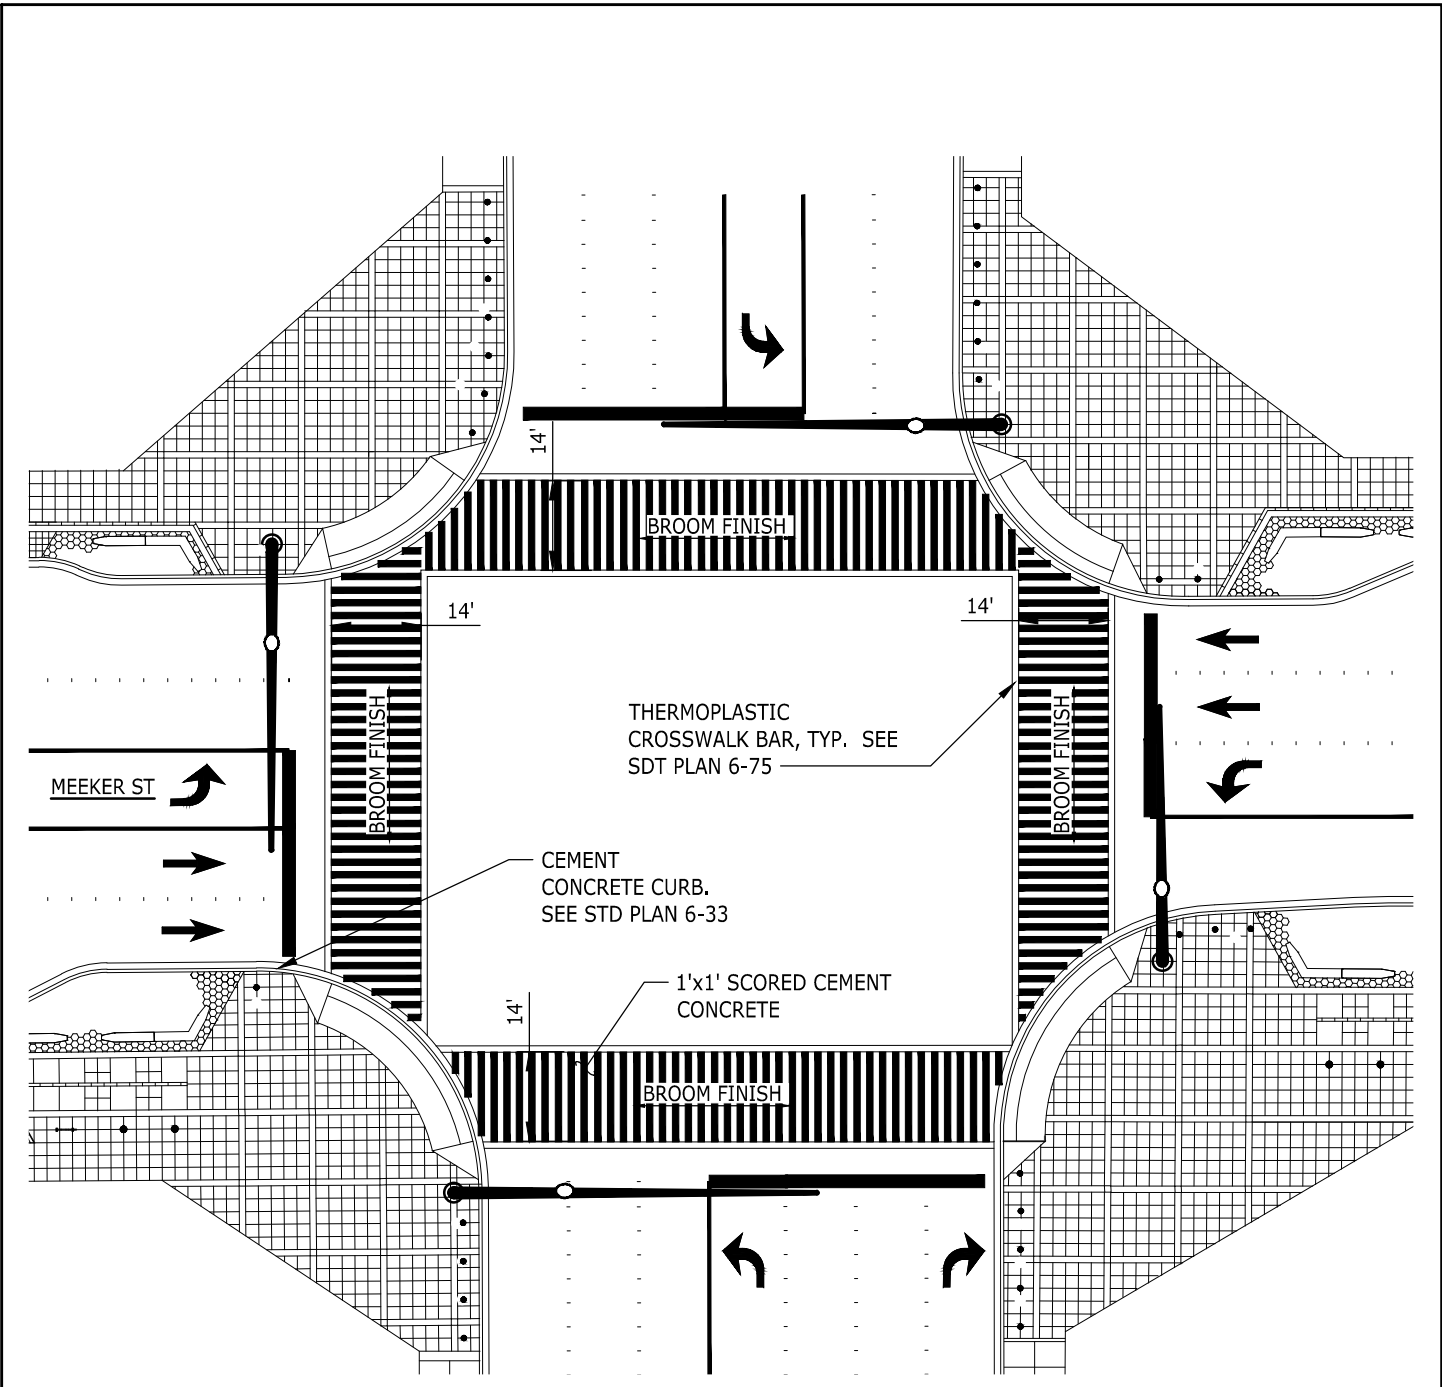 14'
BROOM FINISH
14'
14'
BROOM FINISH
THERMOPLASTIC
CROSSWALK BAR, TYP.  SEE
SDT PLAN 6-75
BROOM FINISH
MEEKER ST
CEMENT
CONCRETE CURB.
SEE STD PLAN 6-33
1'x1' SCORED CEMENT
CONCRETE
14'
BROOM FINISH